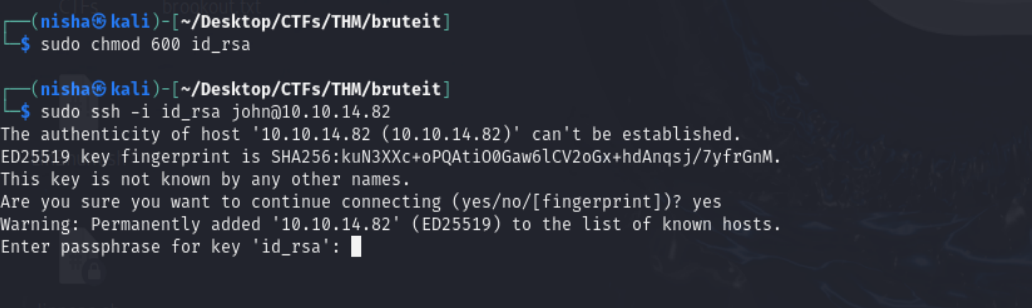 CTFs brookout.txt
┌──(nisha㉿kali)-[~/Desktop/CTFs/THM/bruteit]
└─$ sudo chmod 600 id_rsa
┌──(nisha㉿kali)-[~/Desktop/CTFs/THM/bruteit]
└─$ sudo ssh -i id_rsa john@10.10.14.82
The authenticity of host '10.10.14.82 (10.10.14.82)' can't be established.
ED25519 key fingerprint is SHA256:kuN3XXc+oPQAtiO0Gaw6lCV2oGx+hdAnqsj/7yfrGnM.
This key is not known by any other names.
Are you sure you want to continue connecting (yes/no/[fingerprint])? yes
Warning: Permanently added '10.10.14.82' (ED25519) to the list of known hosts.
Enter passphrase for key 'id_rsa':